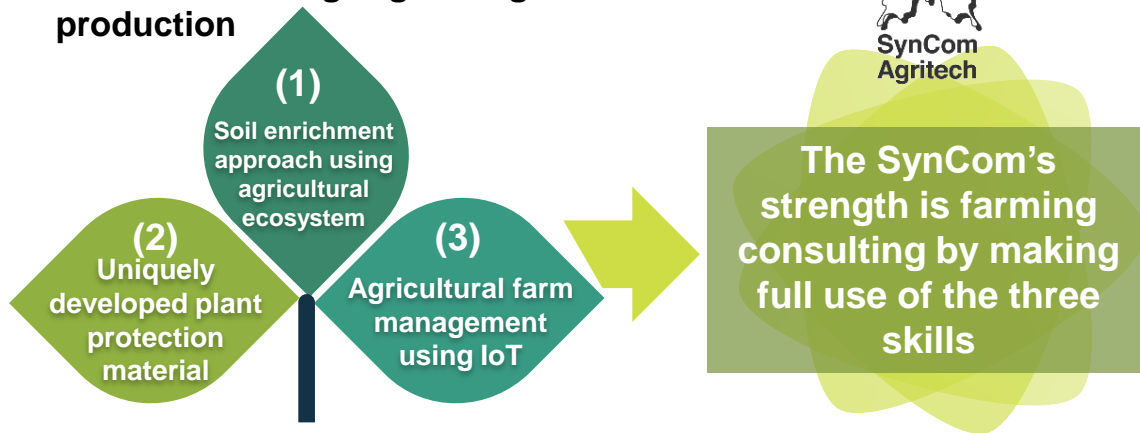 production
SynCom
Agritech
(1)
Soil enrichment
approach using
agricultural
ecosystem
(2)
Uniquely
developed plant
protection
material
(3)
Agricultural farm
management
using IoT
The SynCom’s
strength is farming
consulting by making
full use of the three
skills